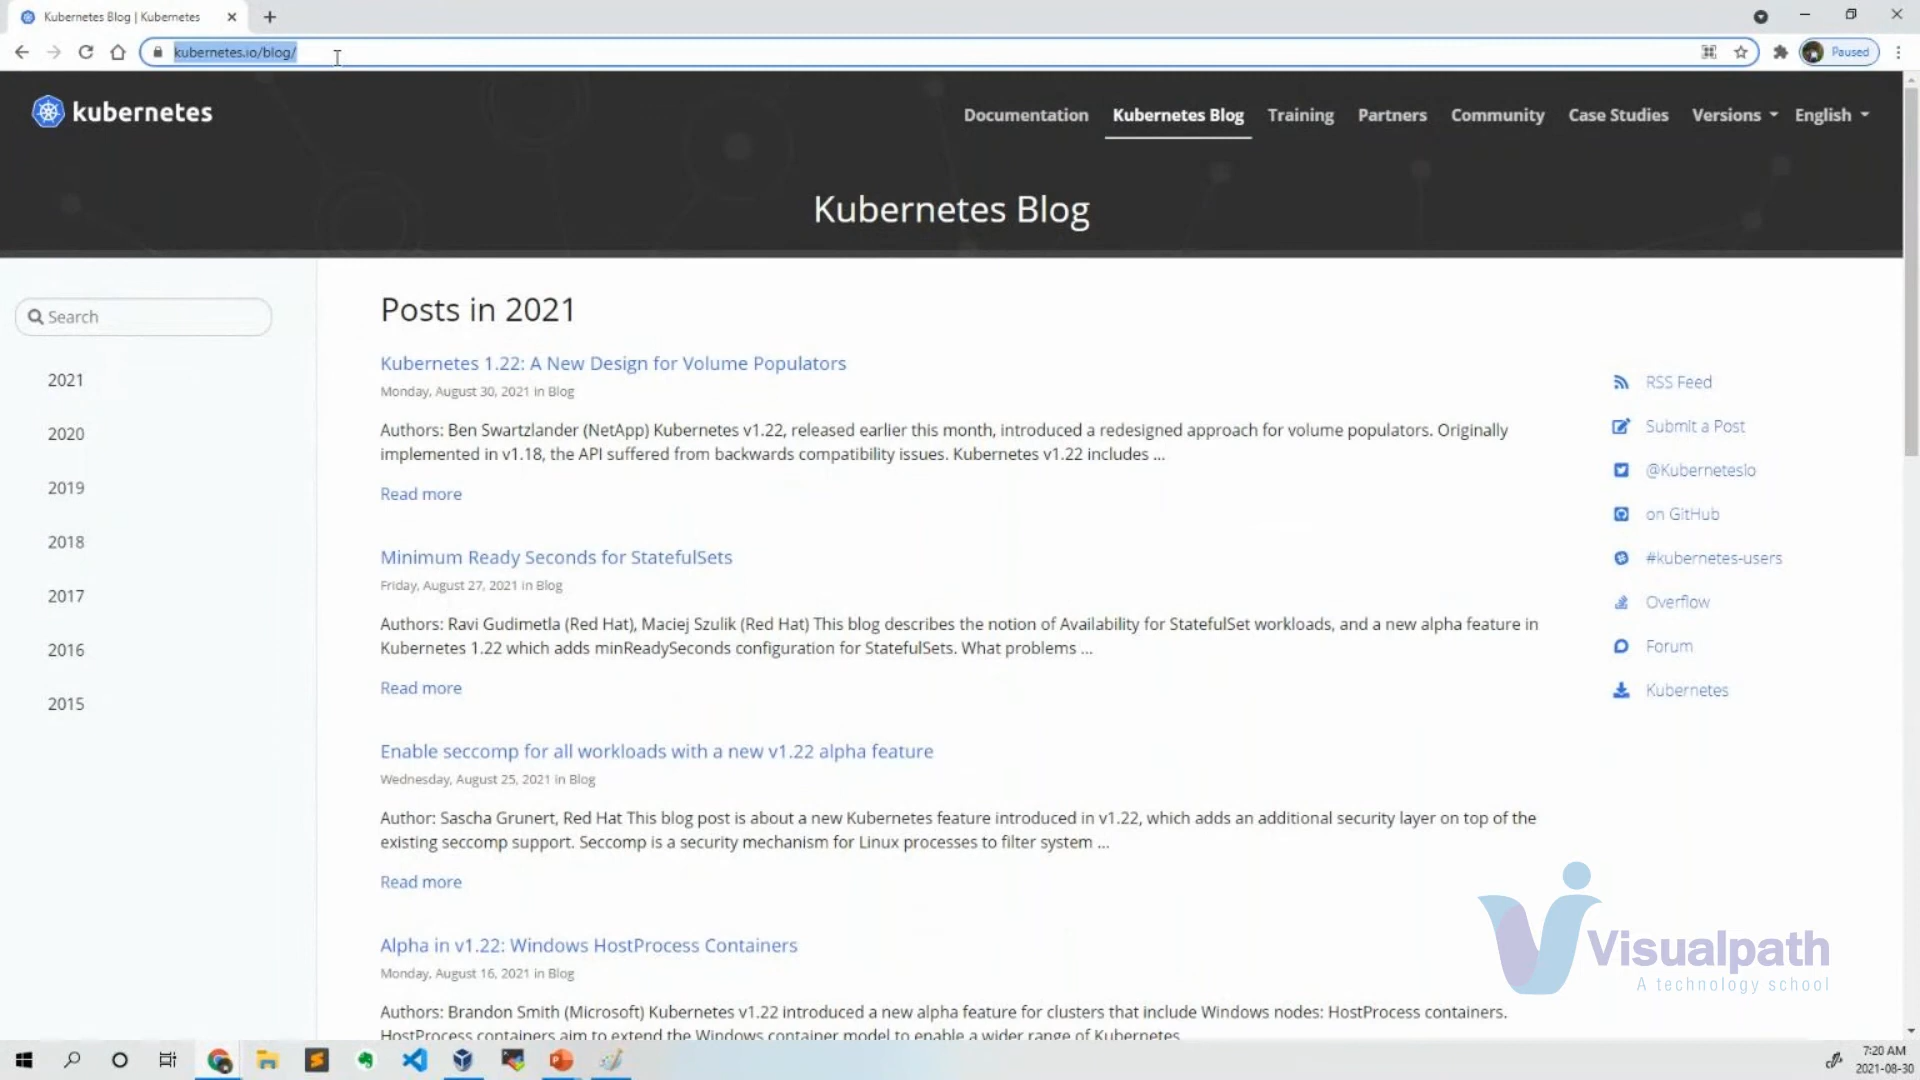 Kubernetes Blog | Kubernetes
kubernetes.io/blog/
Paused
kubernetes
Documentation
Kubernetes Blog
Training
Partners
Community
Case Studies
Versions
English
Kubernetes Blog
Search
2021
2020
2019
2018
2017
2016
2015
Posts in 2021
Kubernetes 1.22: A New Design for Volume Populators
Monday, August 30, 2021 in Blog
Authors: Ben Swartzlander (NetApp) Kubernetes v1.22, released earlier this month, introduced a redesigned approach for volume populators. Originally
implemented in v1.18, the API suffered from backwards compatibility issues. Kubernetes v1.22 includes ...
Read more
Minimum Ready Seconds for StatefulSets
Friday, August 27, 2021 in Blog
Authors: Ravi Gudimetla (Red Hat), Maciej Szulik (Red Hat) This blog describes the notion of Availability for StatefulSet workloads, and a new alpha feature in
Kubernetes 1.22 which adds minReadySeconds configuration for StatefulSets. What problems ...
Read more
Enable seccomp for all workloads with a new v1.22 alpha feature
Wednesday, August 25, 2021 in Blog
Author: Sascha Grunert, Red Hat This blog post is about a new Kubernetes feature introduced in v1.22, which adds an additional security layer on top of the
existing seccomp support. Seccomp is a security mechanism for Linux processes to filter system ...
Read more
Alpha in v1.22: Windows HostProcess Containers
Monday, August 16, 2021 in Blog
Authors: Brandon Smith (Microsoft) Kubernetes v1.22 introduced a new alpha feature for clusters that include Windows nodes: HostProcess containers.
HostProcess containers aim to extend the Windows container model to enable a wider range of Kubernetes
RSS Feed
Submit a Post
@Kubernetesio
on GitHub
#kubernetes-users
Overflow
Forum
Kubernetes
Visualpath
A technology school
7:20 AM
2021-08-30